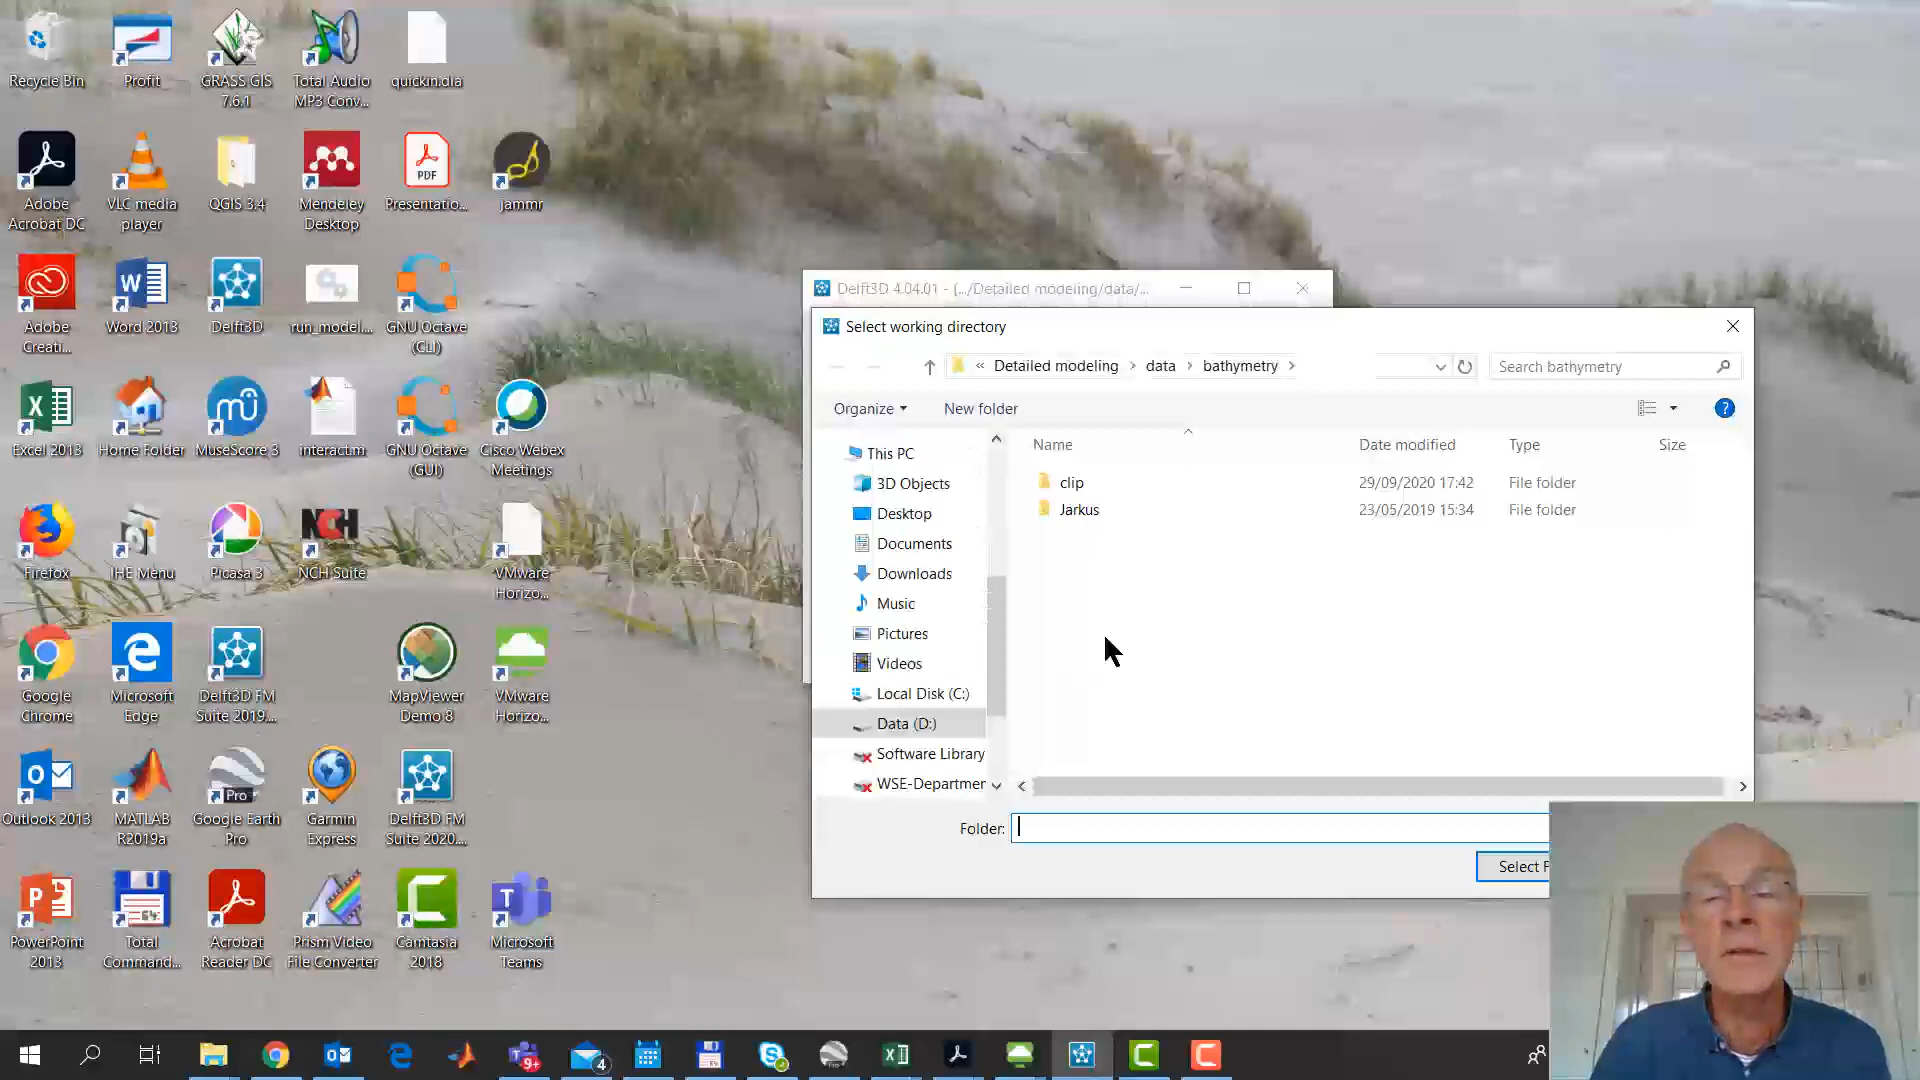 Recycle Bin
Profit
GRASS GIS
7.6.1
Total Audio
MP3 Conv...
quickin.dia
Adobe
Acrobat DC
VLC media
player
QGIS 3.4
Mendeley
Desktop
PDF
Presentatio...
jammr
Adobe
Creati...
Word 2013
Delft3D
run_model...
GNU Octave
(CLI)
Excel 2013
Home Folder
MuseScore 3
interact.m
GNU Octave
(GUI)
Cisco Webex
Meetings
Firefox
IHE Menu
Picasa 3
NCH
NCH Suite
VMware
Horizo...
Google
Chrome
Microsoft
Edge
Delft3D FM
Suite 2019...
MapViewer
Demo 8
VMware
Horizo...
Outlook 2013
MATLAB
R2019a
Pro
Google Earth
Pro
Garmin
Express
Delft3D FM
Suite 2020...
PowerPoint
2013
64
Total
Command...
Acrobat
Reader DC
Prism Video
File Converter
Camtasia
2018
Microsoft
Teams
Delft3D 4.04.01 - [.../Detailed modeling/data/...
Select working directory
« Detailed modeling > data > bathymetry >
Search bathymetry
Organize
New folder
Name
Date modified
Type
Size
This PC
3D Objects
Desktop
Documents
Downloads
Music
Pictures
Videos
Local Disk (C:)
Data (D:)
Software Library
WSE-Departmer
clip 29/09/2020 17:42 File folder
Jarkus 23/05/2019 15:34 File folder
Folder:
Select F
9+
4